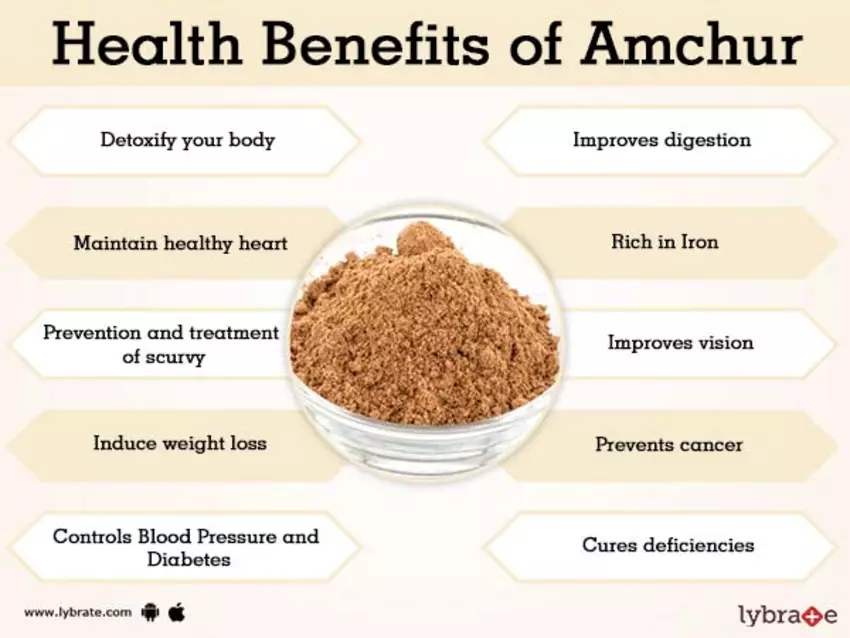 Health Benefits of Amchur
Detoxify your body
Improves digestion
Maintain healthy heart
Rich in Iron
Prevention and treatment
of scurvy
Improves vision
Induce weight loss
Prevents cancer
Controls Blood Pressure and
Diabetes
Cures deficiencies
www.lybrate.com
lybrate